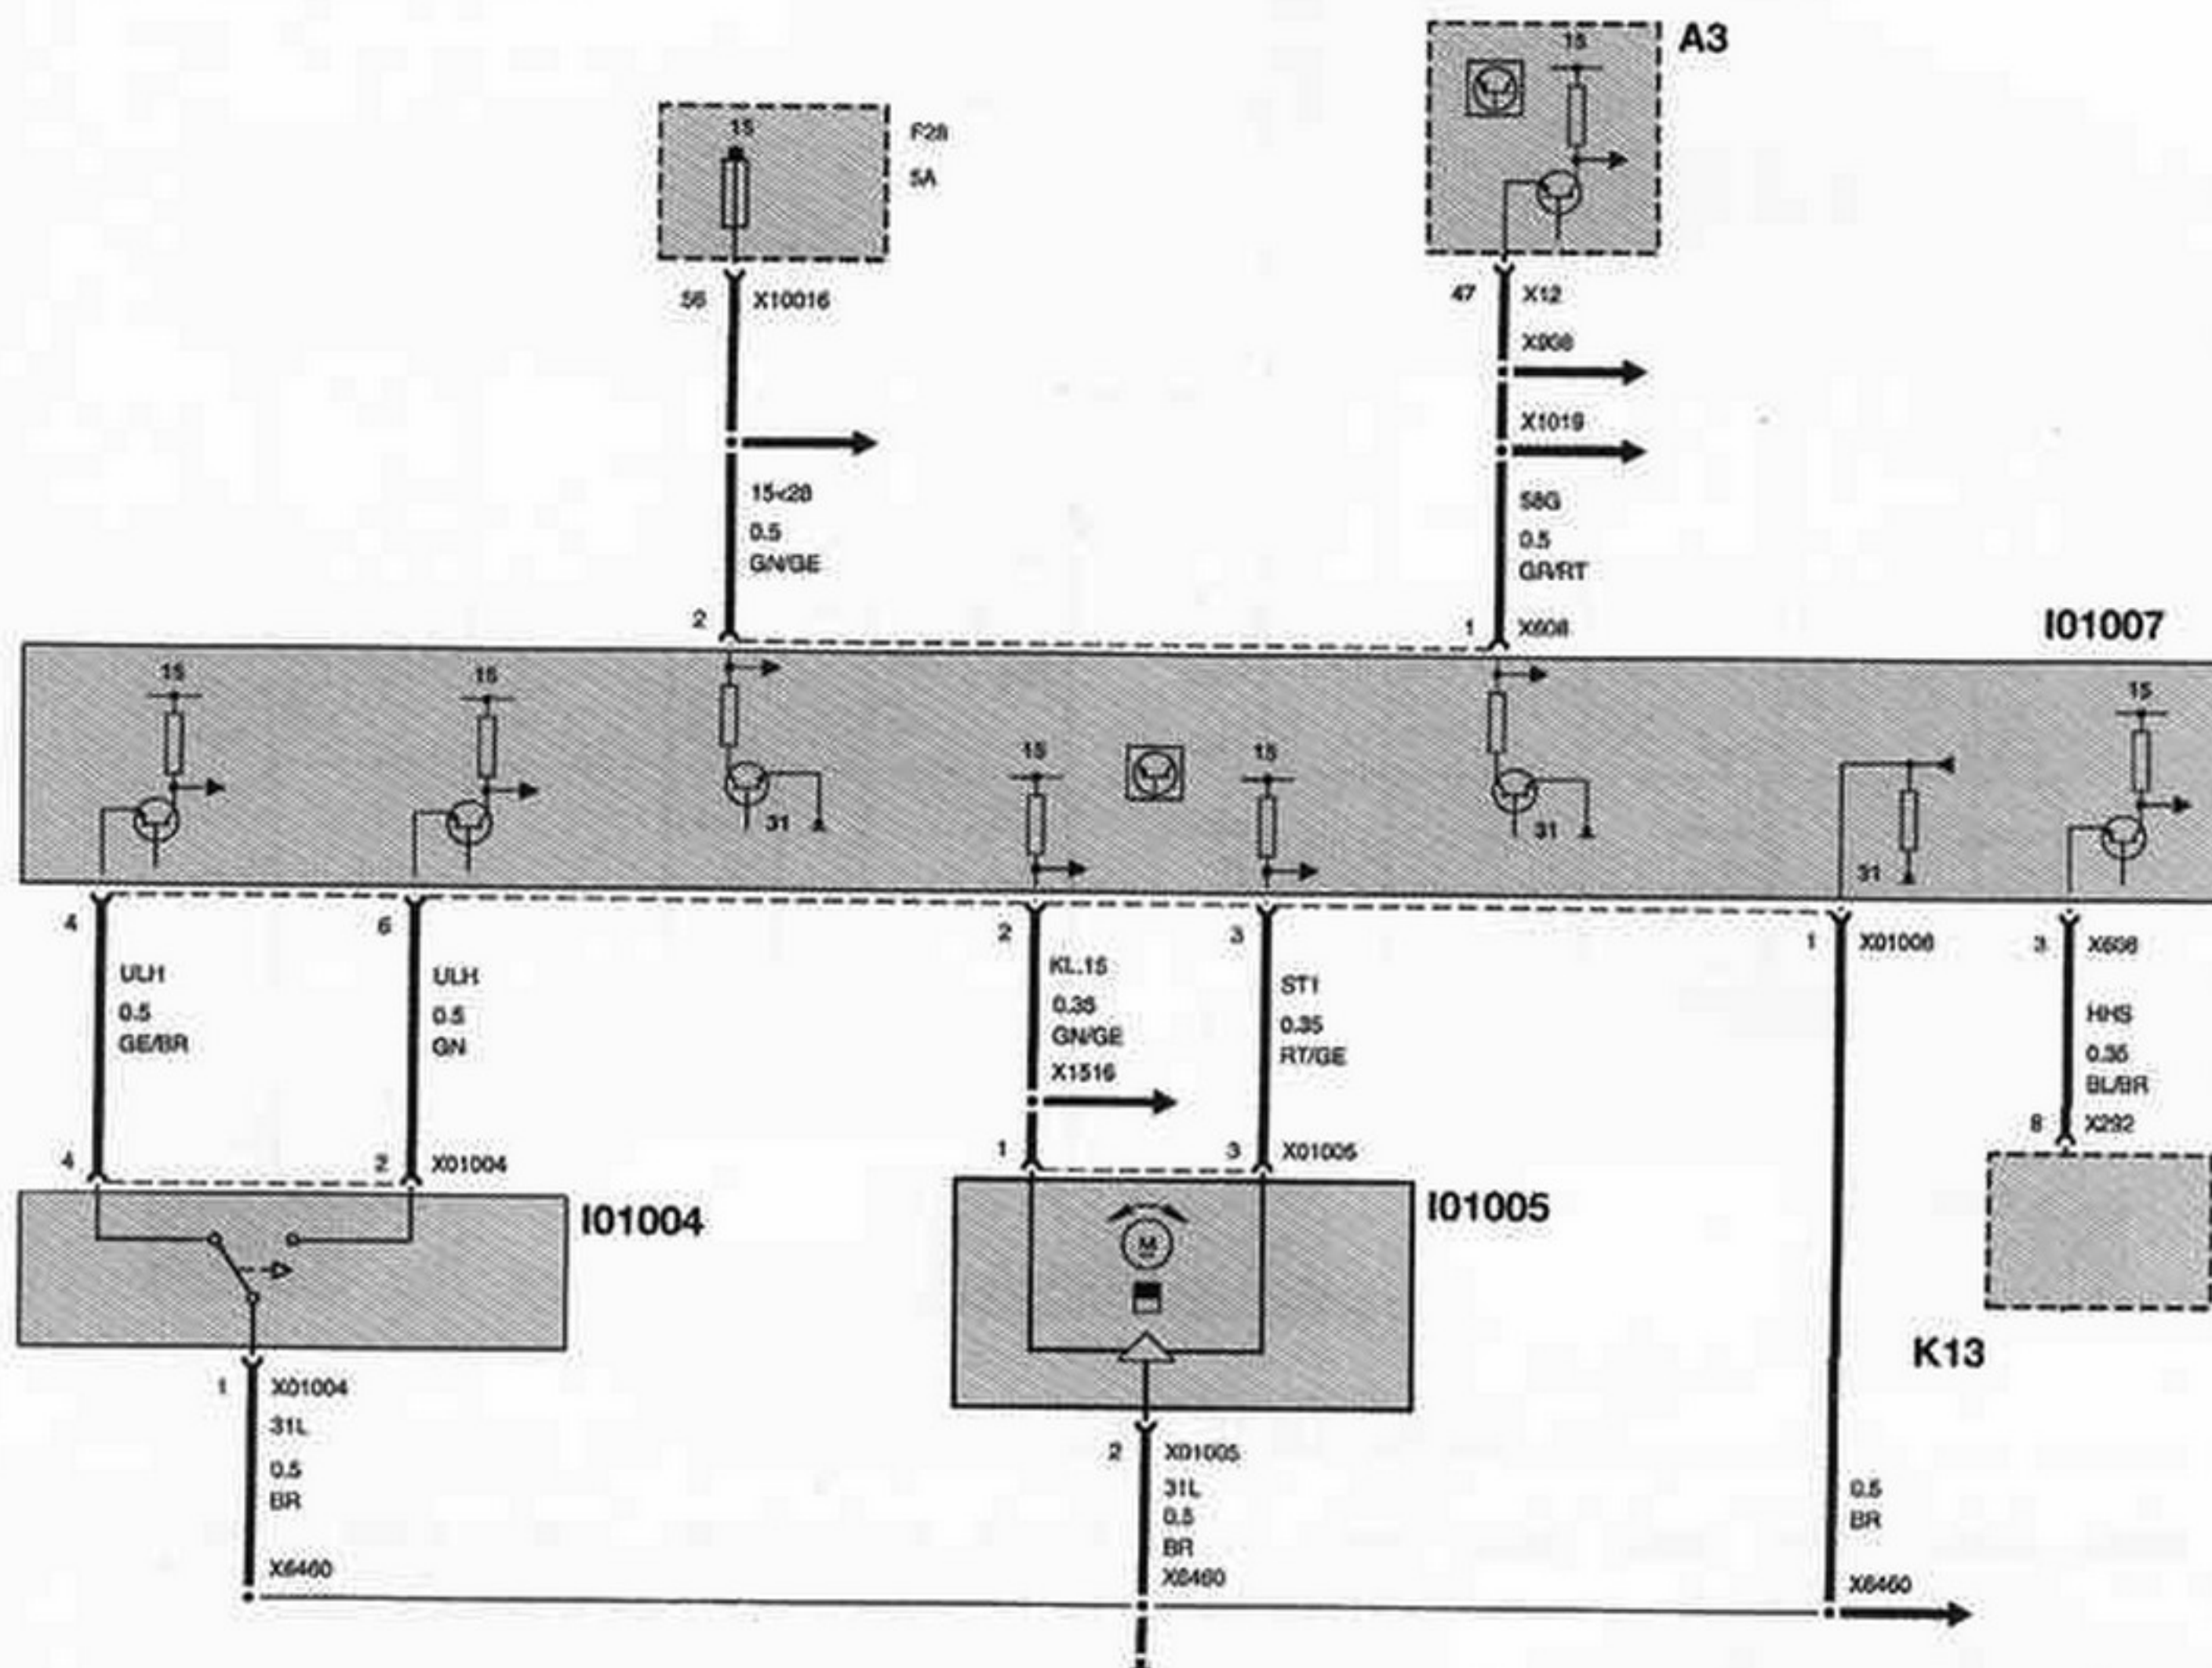 A3
15
15
F28
5A
56 X10016
47 X12
X1019
15<28
0.5
GN/GE
58G
0.5
GR/RT
2
1 X608
I01007
15
15
15
15
15
31
31
31
4
6
2
3
1
3 X608
ULH
0.5
GE/BR
ULH
0.5
GN
KL.15
0.35
GN/GE
X1516
ST1
0.35
RT/GE
HHS
0.35
BL/BR
8 X292
4
2 X01004
1
3 X01005
I01004
I01005
M
K13
1 X01004
31L
0.5
BR
X6460
2 X01005
31L
0.5
BR
X6460
0.5
BR
X6460